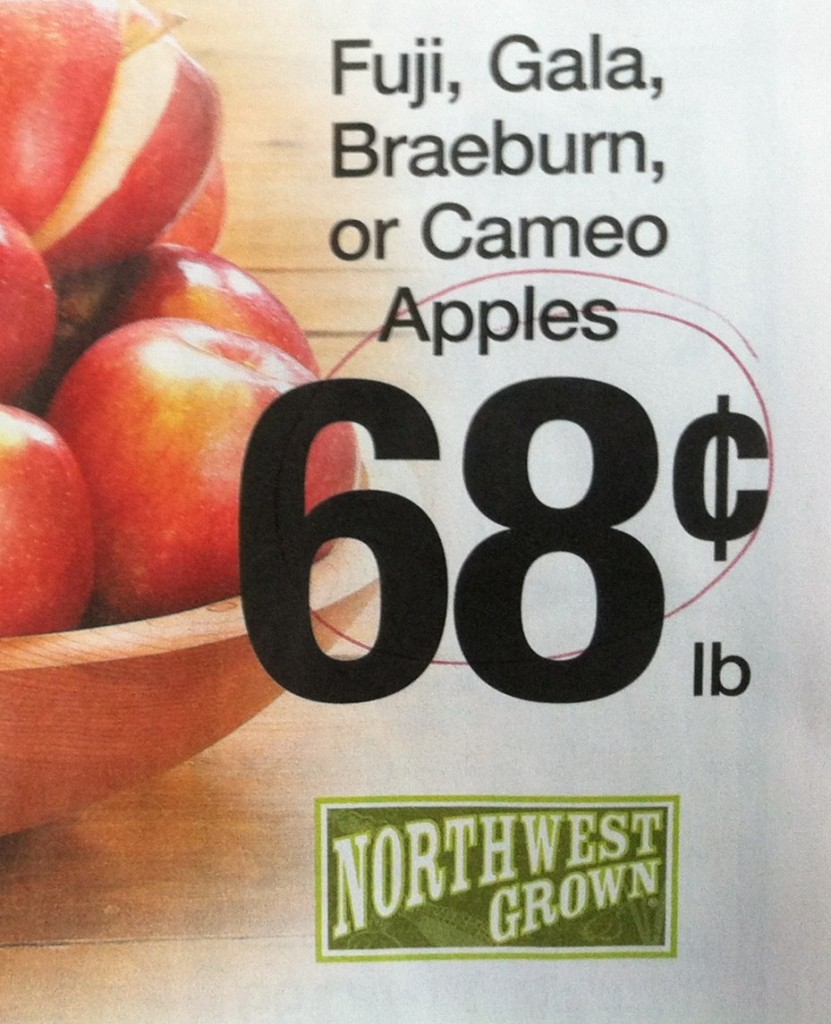 Fuji, Gala,
Braeburn,
or Cameo
Apples
68¢
lb
NORTHWEST
GROWN